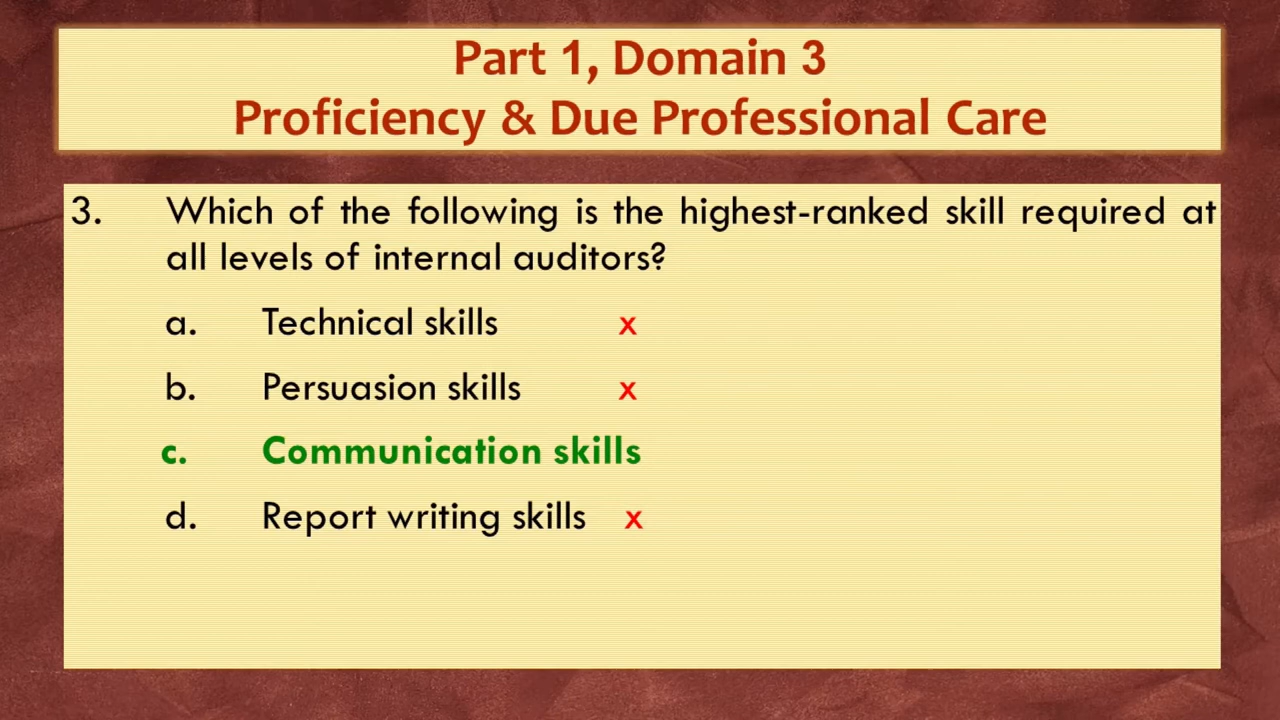 Part 1, Domain 3
Proficiency & Due Professional Care
3. Which of the following is the highest-ranked skill required at
all levels of internal auditors?
a. Technical skills x
b. Persuasion skills x
c. Communication skills
d. Report writing skills x